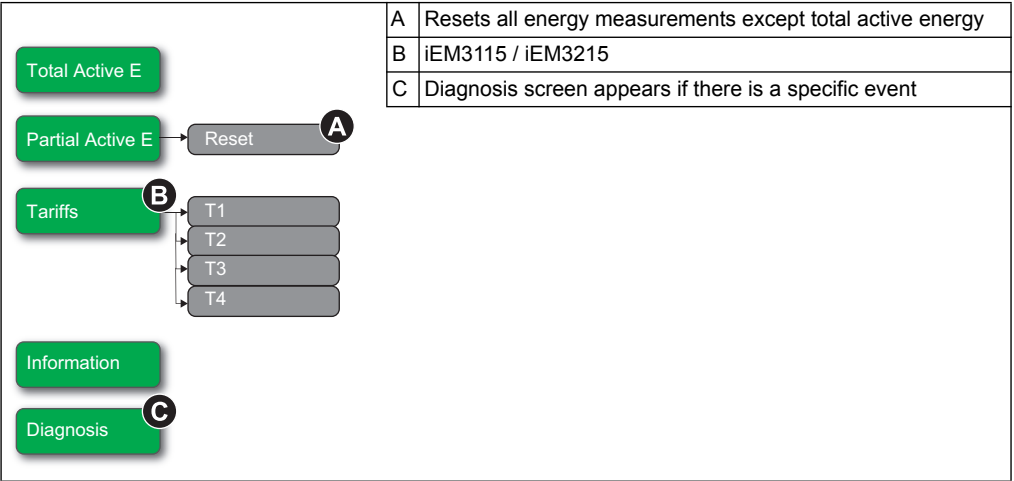 A Resets all energy measurements except total active energy
B iEM3115 / iEM3215
C Diagnosis screen appears if there is a specific event
Total Active E
Partial Active E
Reset
A
Tariffs
B
T1
T2
T3
T4
Information
Diagnosis
C